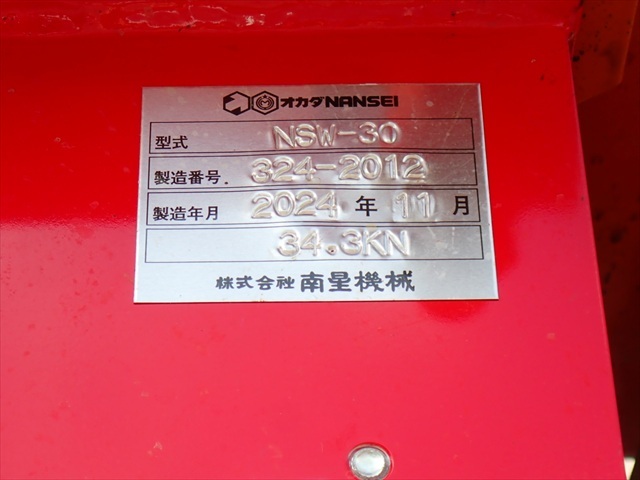 オカダNANSEI
型式 NSW-30
製造番号. 324-2012
製造年月 2024 年 11 月
34.3KN
株式会社 南星機械